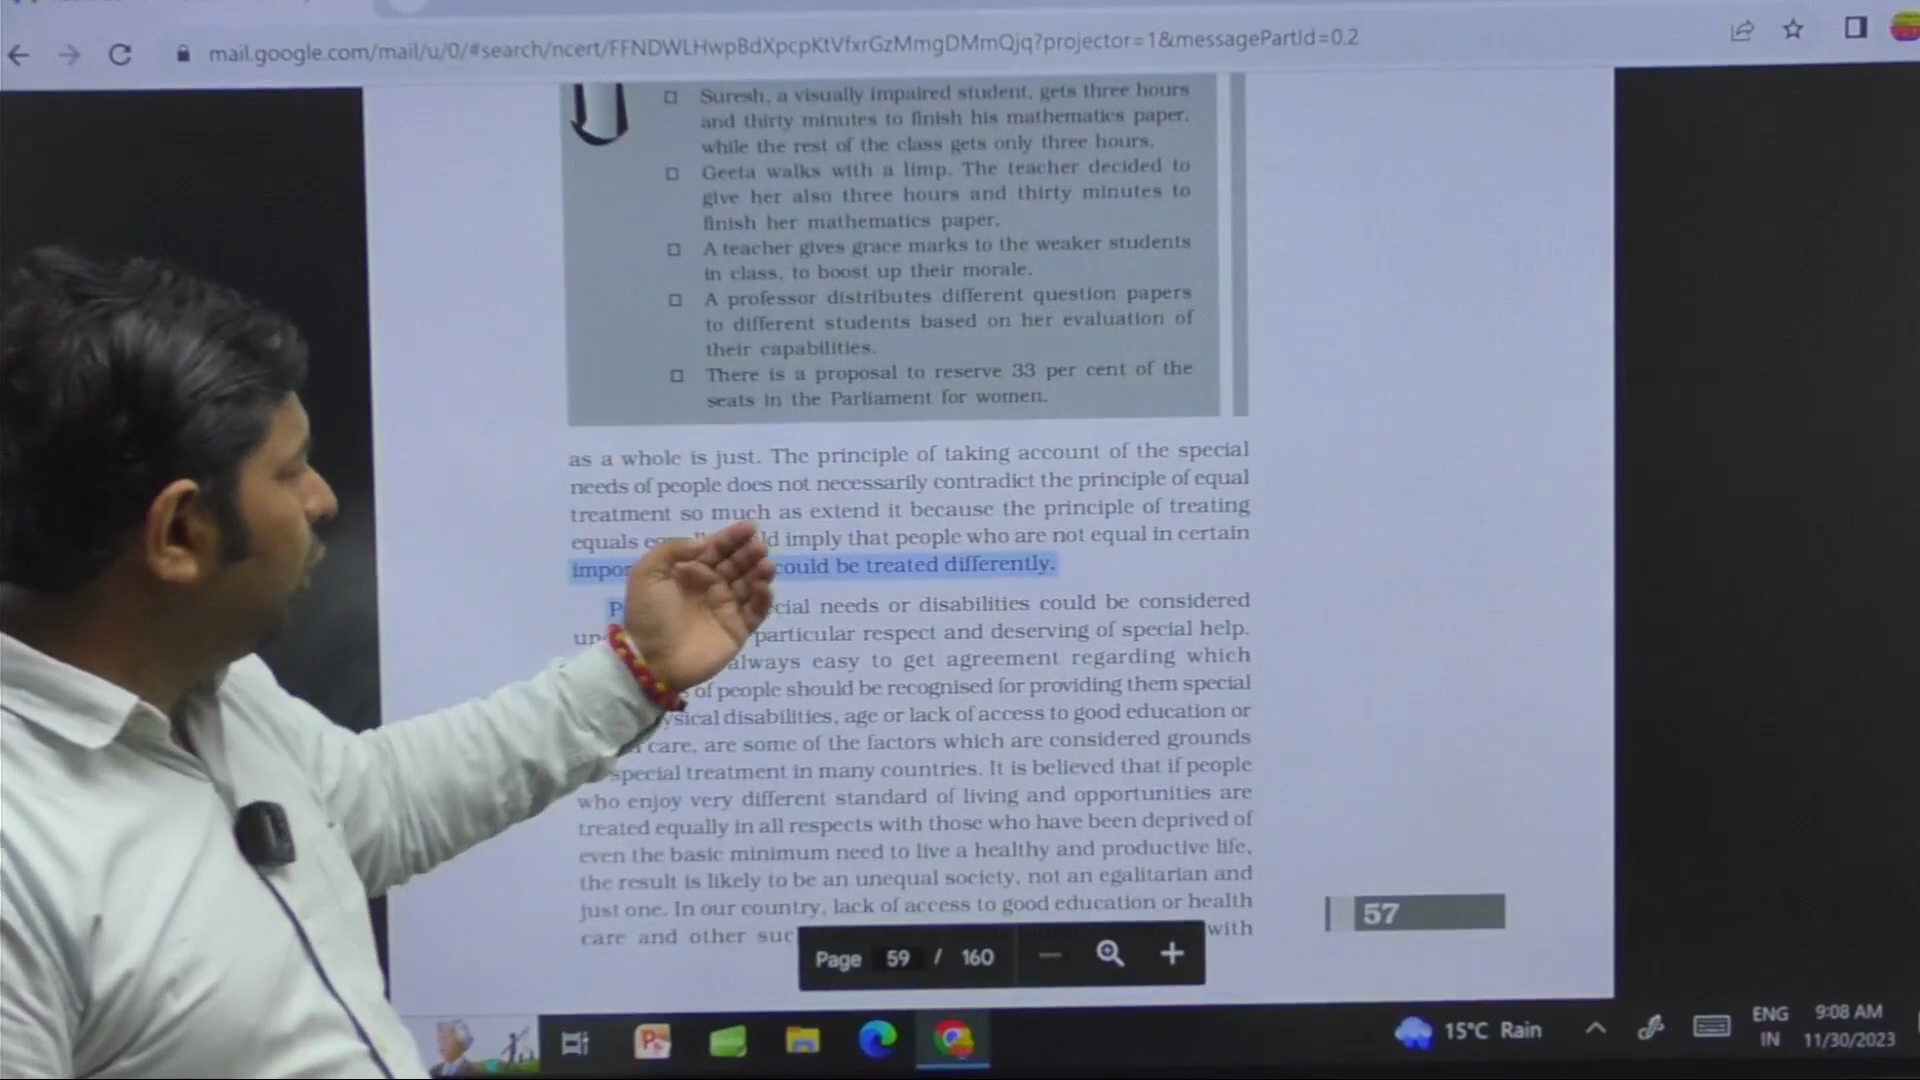 mail.google.com/mail/u/0/#search/ncert/FFNDWLHwpBdXpcpKtVfxrGzMmgDMmQjq?projector=1&messagePartId=0.2
Suresh, a visually impaired student, gets three hours
and thirty minutes to finish his mathematics paper,
while the rest of the class gets only three hours.
Geeta walks with a limp. The teacher decided to
give her also three hours and thirty minutes to
finish her mathematics paper.
A teacher gives grace marks to the weaker students
in class, to boost up their morale.
A professor distributes different question papers
to different students based on her evaluation of
their capabilities.
There is a proposal to reserve 33 per cent of the
seats in the Parliament for women.
as a whole is just. The principle of taking account of the special
needs of people does not necessarily contradict the principle of equal
treatment so much as extend it because the principle of treating
equals imply that people who are not equal in certain
could be treated differently.
needs or disabilities could be considered
particular respect and deserving of special help.
always easy to get agreement regarding which
of people should be recognised for providing them special
disabilities, age or lack of access to good education or
care, are some of the factors which are considered grounds
special treatment in many countries. It is believed that if people
who enjoy very different standard of living and opportunities are
treated equally in all respects with those who have been deprived of
even the basic minimum need to live a healthy and productive life,
the result is likely to be an unequal society, not an egalitarian and
just one. In our country, lack of access to good education or health
care and other with
57
Page 59 / 160
15°C Rain
ENG
IN
9:08 AM
11/30/2023